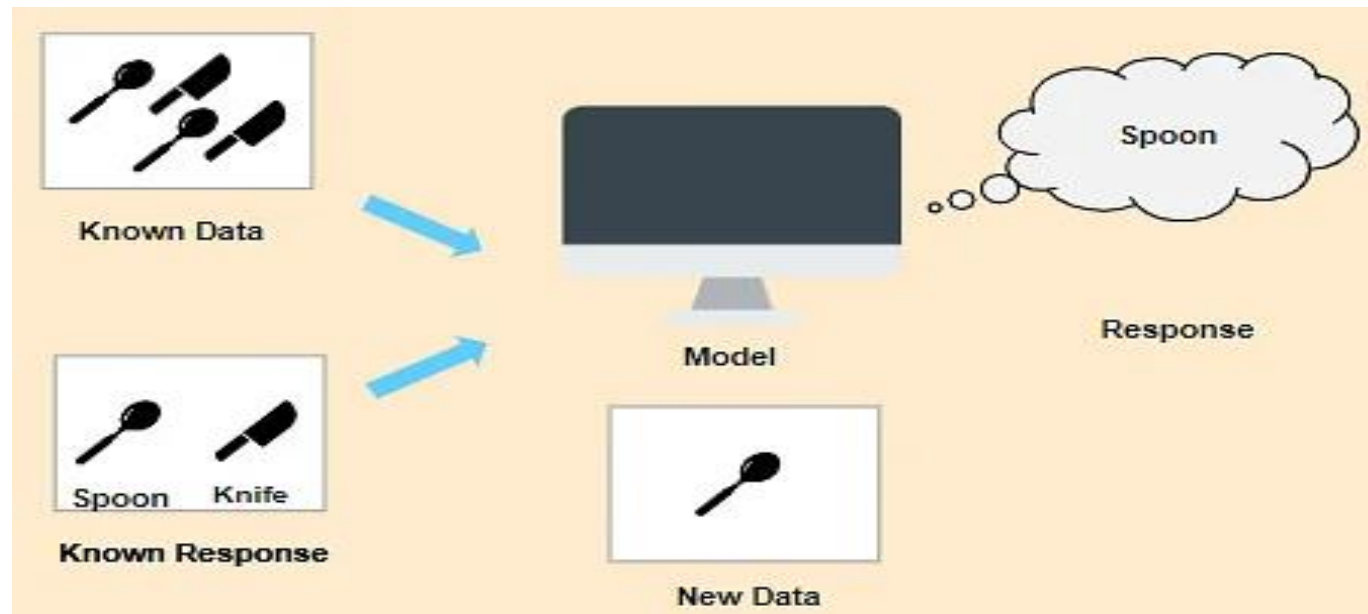 Known Data
Spoon
Knife
Known Response
Model
New Data
Spoon
Response